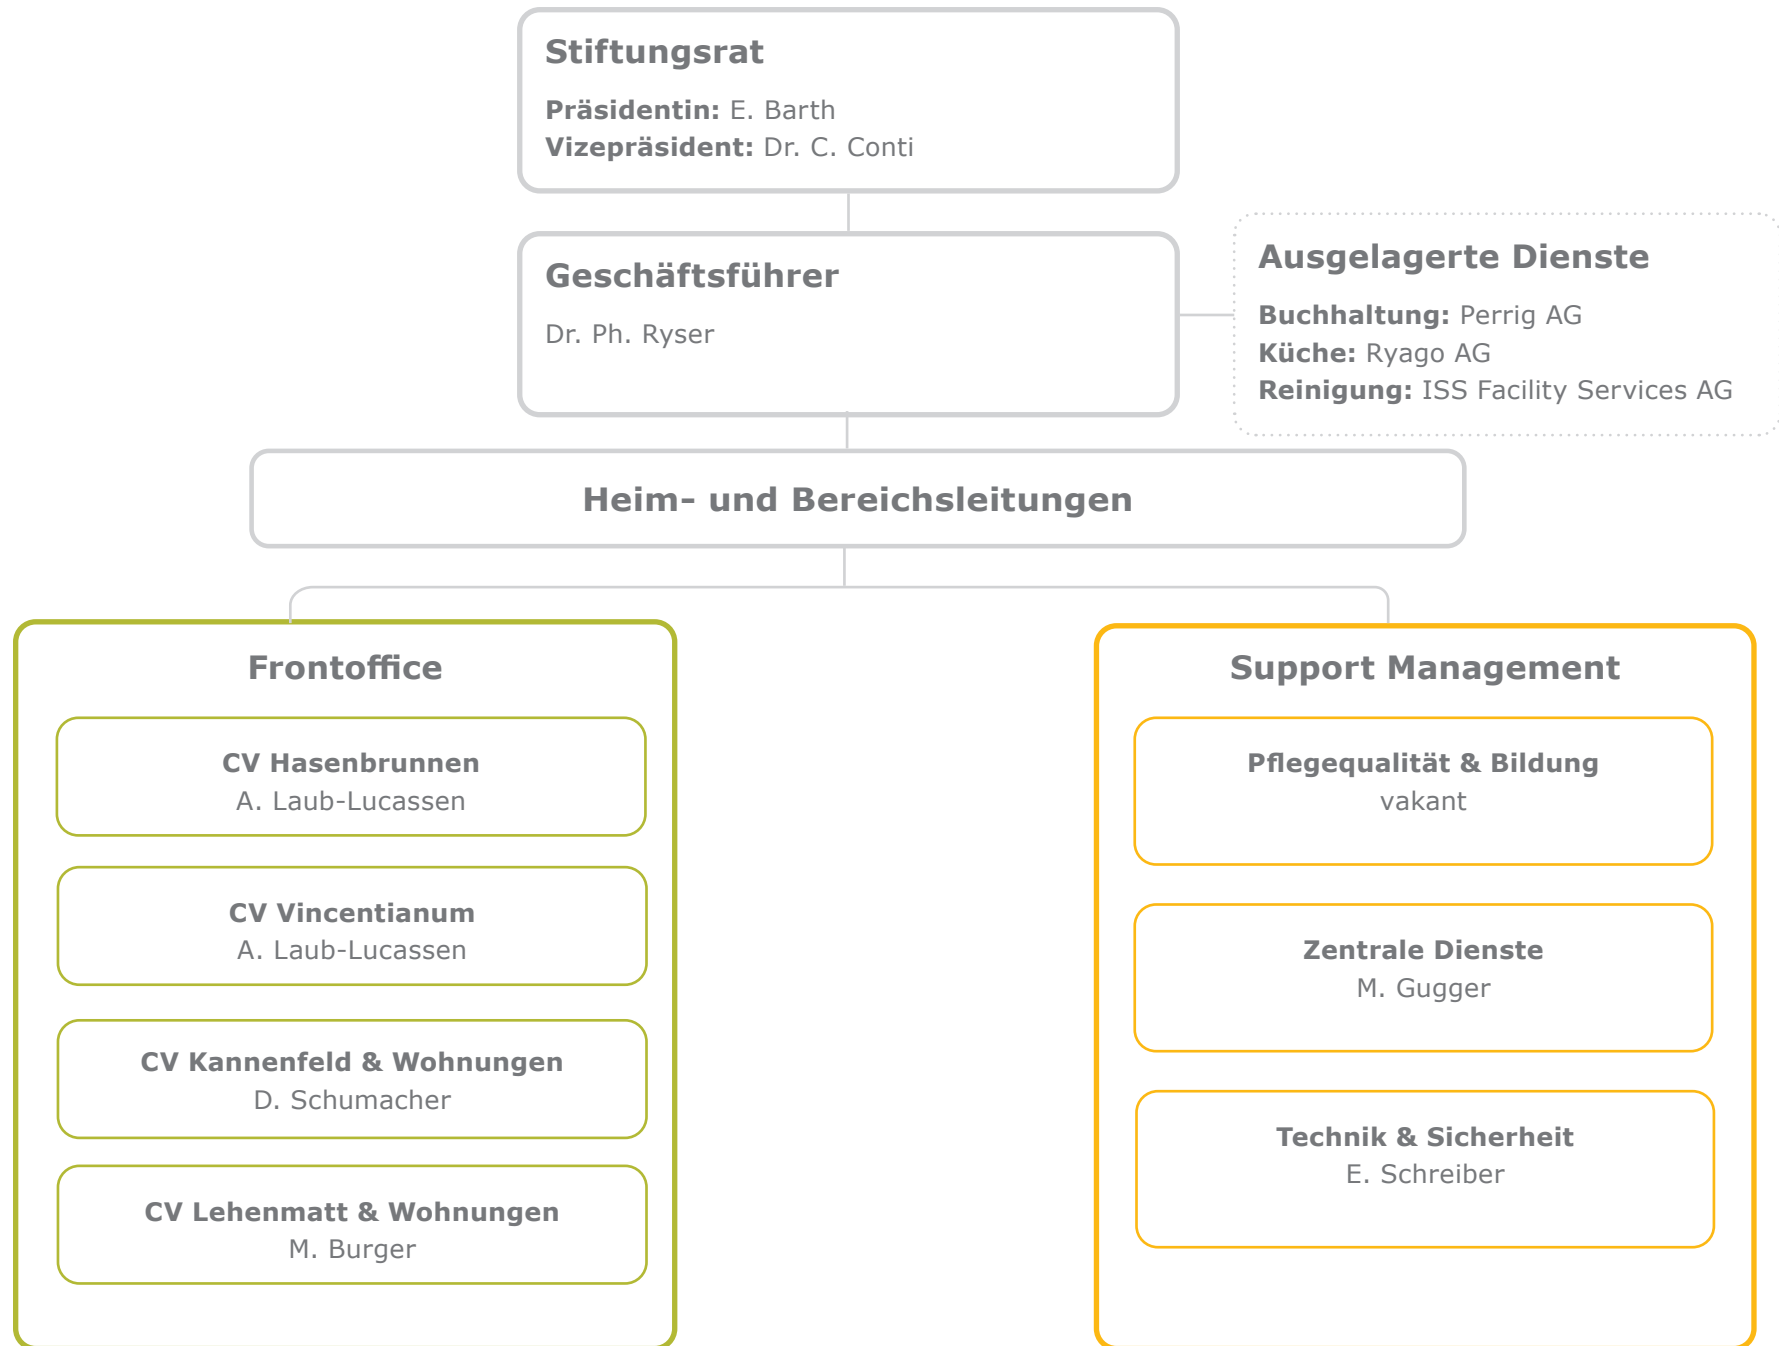 Stiftungsrat
Präsidentin: E. Barth
Vizepräsident: Dr. C. Conti
Geschäftsführer
Dr. Ph. Ryser
Ausgelagerte Dienste
Buchhaltung: Perrig AG
Küche: Ryago AG
Reinigung: ISS Facility Services AG
Heim- und Bereichsleitungen
Frontoffice
CV Hasenbrunnen
A. Laub-Lucassen
CV Vincentianum
A. Laub-Lucassen
CV Kannenfeld & Wohnungen
D. Schumacher
CV Lehenmatt & Wohnungen
M. Burger
Support Management
Pflegequalität & Bildung
vakant
Zentrale Dienste
M. Gugger
Technik & Sicherheit
E. Schreiber